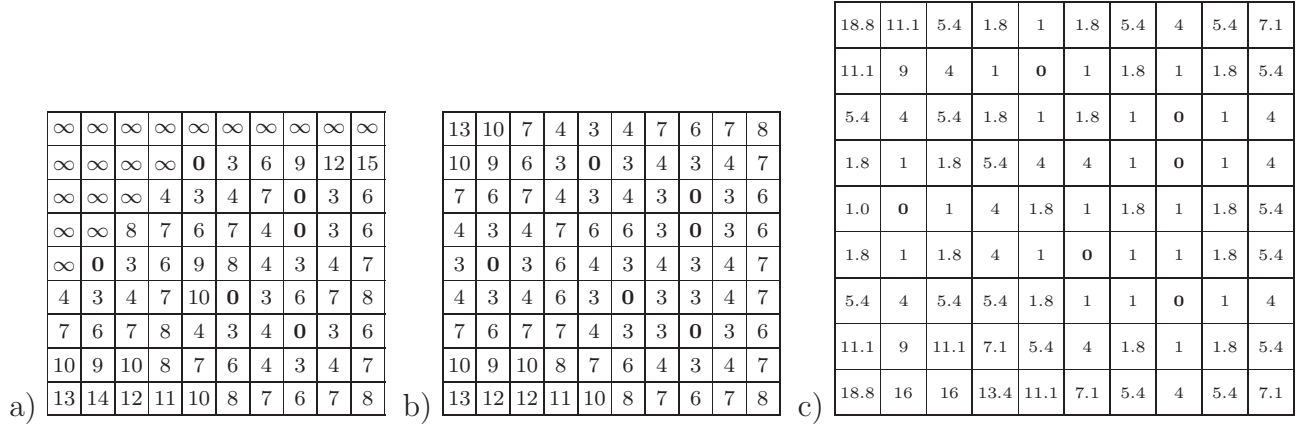 ∞ ∞ ∞ ∞ ∞ ∞ ∞ ∞ ∞ ∞
∞ ∞ ∞ ∞ 0 3 6 9 12 15
∞ ∞ ∞ 4 3 4 7 0 3 6
∞ ∞ 8 7 6 7 4 0 3 6
∞ 0 3 6 9 8 4 3 4 7
4 3 4 7 10 0 3 6 7 8
7 6 7 8 4 3 4 0 3 6
10 9 10 8 7 6 4 3 4 7
a) 13 14 12 11 10 8 7 6 7 8
13 10 7 4 3 4 7 6 7 8
10 9 6 3 0 3 4 3 4 7
7 6 7 4 3 4 3 0 3 6
4 3 4 7 6 6 3 0 3 6
3 0 3 6 4 3 4 3 4 7
4 3 4 6 3 0 3 3 4 7
7 6 7 7 4 3 3 0 3 6
10 9 10 8 7 6 4 3 4 7
b) 13 12 12 11 10 8 7 6 7 8
18.8 11.1 5.4 1.8 1 1.8 5.4 4 5.4 7.1
11.1 9 4 1 0 1 1.8 1 1.8 5.4
5.4 4 5.4 1.8 1 1.8 1 0 1 4
1.8 1 1.8 5.4 4 4 1 0 1 4
1.0 0 1 4 1.8 1 1.8 1 1.8 5.4
1.8 1 1.8 4 1 0 1 1 1.8 5.4
5.4 4 5.4 5.4 1.8 1 1 0 1 4
11.1 9 11.1 7.1 5.4 4 1.8 1 1.8 5.4
c) 18.8 16 16 13.4 11.1 7.1 5.4 4 5.4 7.1